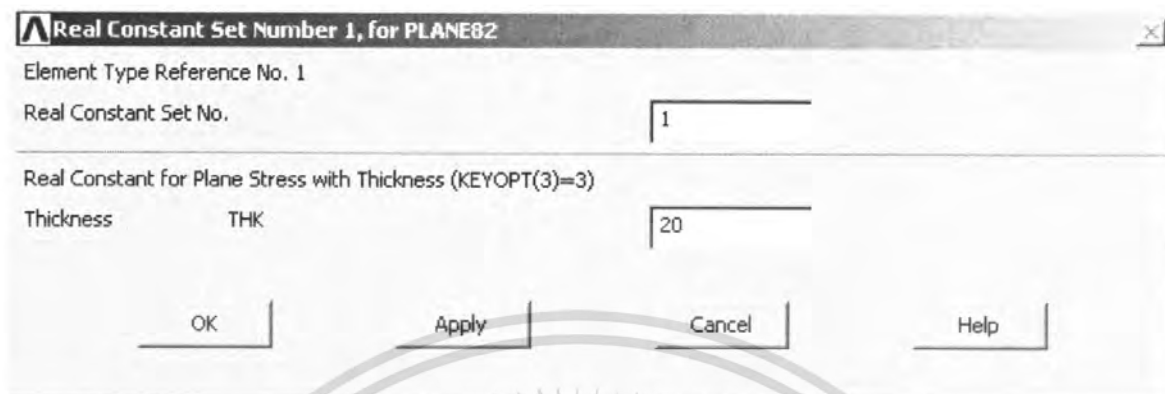 Real Constant Set Number 1, for PLANE82
Element Type Reference No. 1
Real Constant Set No. 1
Real Constant for Plane Stress with Thickness (KEYOPT(3)=3)
Thickness THK 20
OK Apply Cancel Help